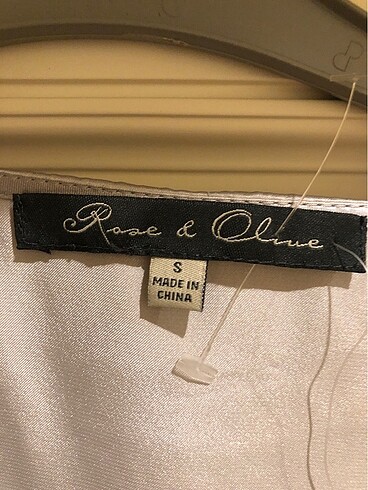 Rose & Olive
S
MADE IN
CHINA